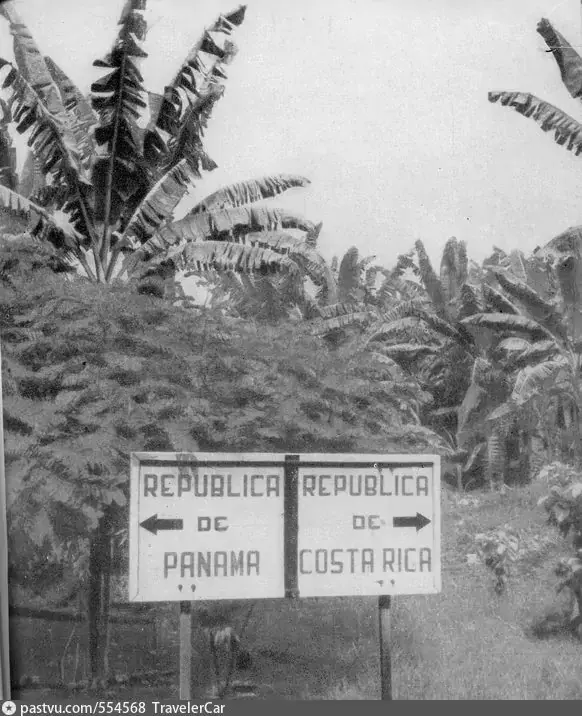 REPUBLICA
DE
PANAMA
REPUBLICA
DE
COSTA RICA
pastvu.com/554568 TravelerCar